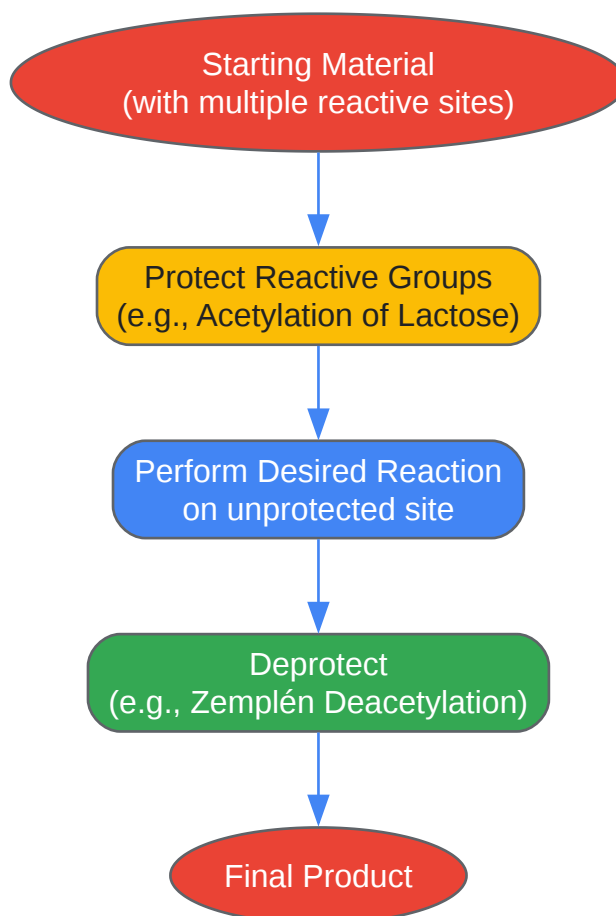 Starting Material
(with multiple reactive sites)
Protect Reactive Groups
(e.g., Acetylation of Lactose)
Perform Desired Reaction
on unprotected site
Deprotect
(e.g., Zemplén Deacetylation)
Final Product